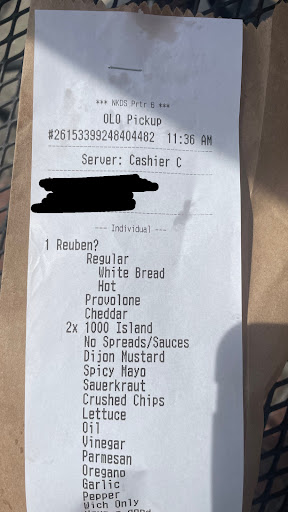 *** NKDS Prtr 6 ***
OLO Pickup
#26153399248404482 11:36 AM
Server: Cashier C
--- Individual ---
1 Reuben?
Regular
White Bread
Hot
Provolone
Cheddar
2x 1000 Island
No Spreads/Sauces
Dijon Mustard
Spicy Mayo
Sauerkraut
Crushed Chips
Lettuce
Oil
Vinegar
Parmesan
Oregano
Garlic
Pepper
Wich Only